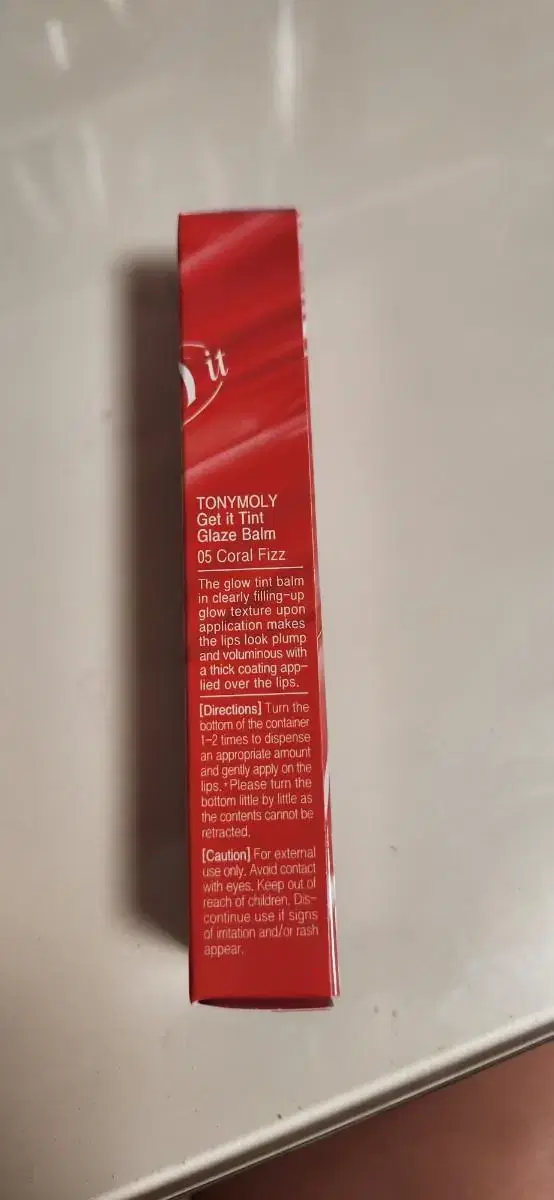 it
TONYMOLY
Get it Tint
Glaze Balm
05 Coral Fizz
The glow tint balm
in clearly filling-up
glow texture upon
application makes
the lips look plump
and voluminous with
a thick coating app-
lied over the lips.
[Directions] Turn the
bottom of the container
1-2 times to dispense
an appropriate amount
and gently apply on the
lips. * Please turn the
bottom little by little as
the contents cannot be
retracted.
[Caution] For external
use only. Avoid contact
with eyes. Keep out of
reach of children. Dis-
continue use if signs
of irritation and/or rash
appear.